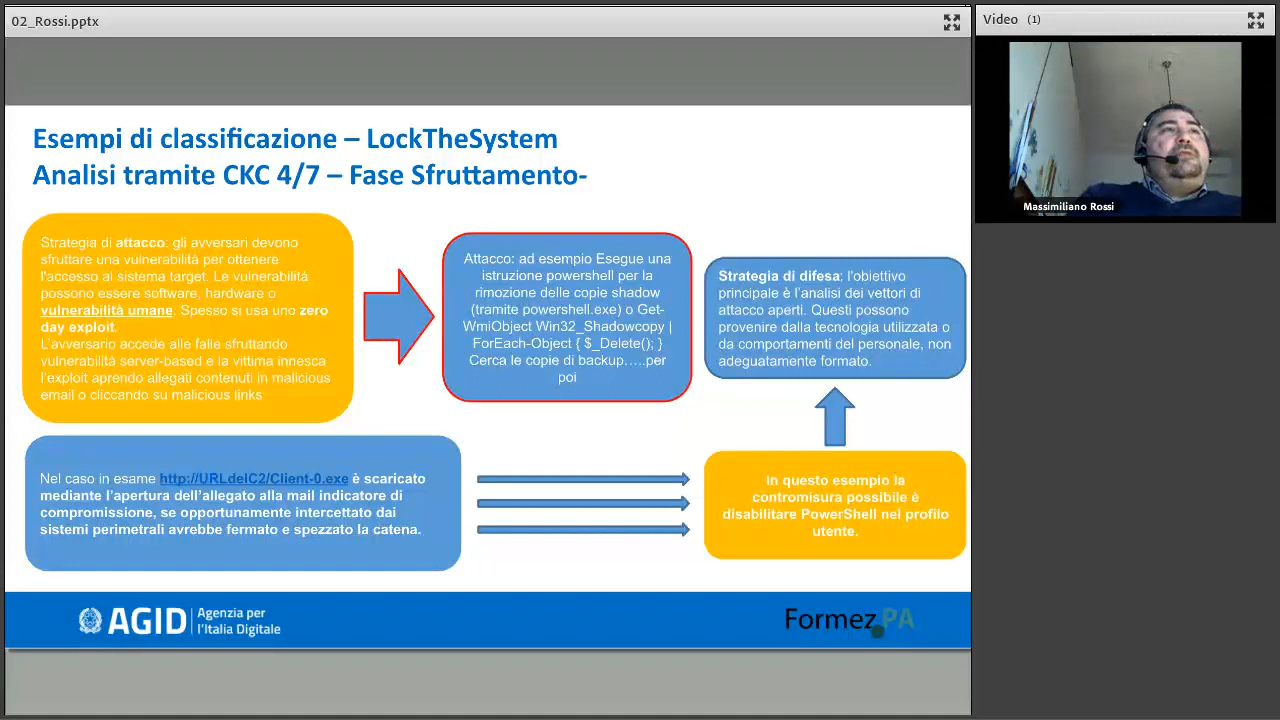 02_Rossi.pptx
Video (1)
Massimiliano Rossi
Esempi di classificazione – LockTheSystem
Analisi tramite CKC 4/7 – Fase Sfruttamento-
Strategia di attacco: gli avversari devono
sfruttare una vulnerabilità per ottenere
l'accesso al sistema target. Le vulnerabilità
possono essere software, hardware o
vulnerabilità umane. Spesso si usa uno zero
day exploit.
L'avversario accede alle falle sfruttando
vulnerabilità server-based e la vittima innesca
l'exploit aprendo allegati contenuti in malicious
email o cliccando su malicious links
Attacco: ad esempio Esegue una
istruzione powershell per la
rimozione delle copie shadow
(tramite powershell.exe) o Get-
WmiObject Win32_Shadowcopy |
ForEach-Object { $_Delete(); }
Cerca le copie di backup…..per
poi
Strategia di difesa: l'obiettivo
principale è l'analisi dei vettori di
attacco aperti. Questi possono
provenire dalla tecnologia utilizzata o
da comportamenti del personale, non
adeguatamente formato.
Nel caso in esame http://URLdelC2/Client-0.exe è scaricato
mediante l'apertura dell'allegato alla mail indicatore di
compromissione, se opportunamente intercettato dai
sistemi perimetrali avrebbe fermato e spezzato la catena.
In questo esempio la
contromisura possibile è
disabilitare PowerShell nel profilo
utente.
AGID
Agenzia per
l'Italia Digitale
Formez PA